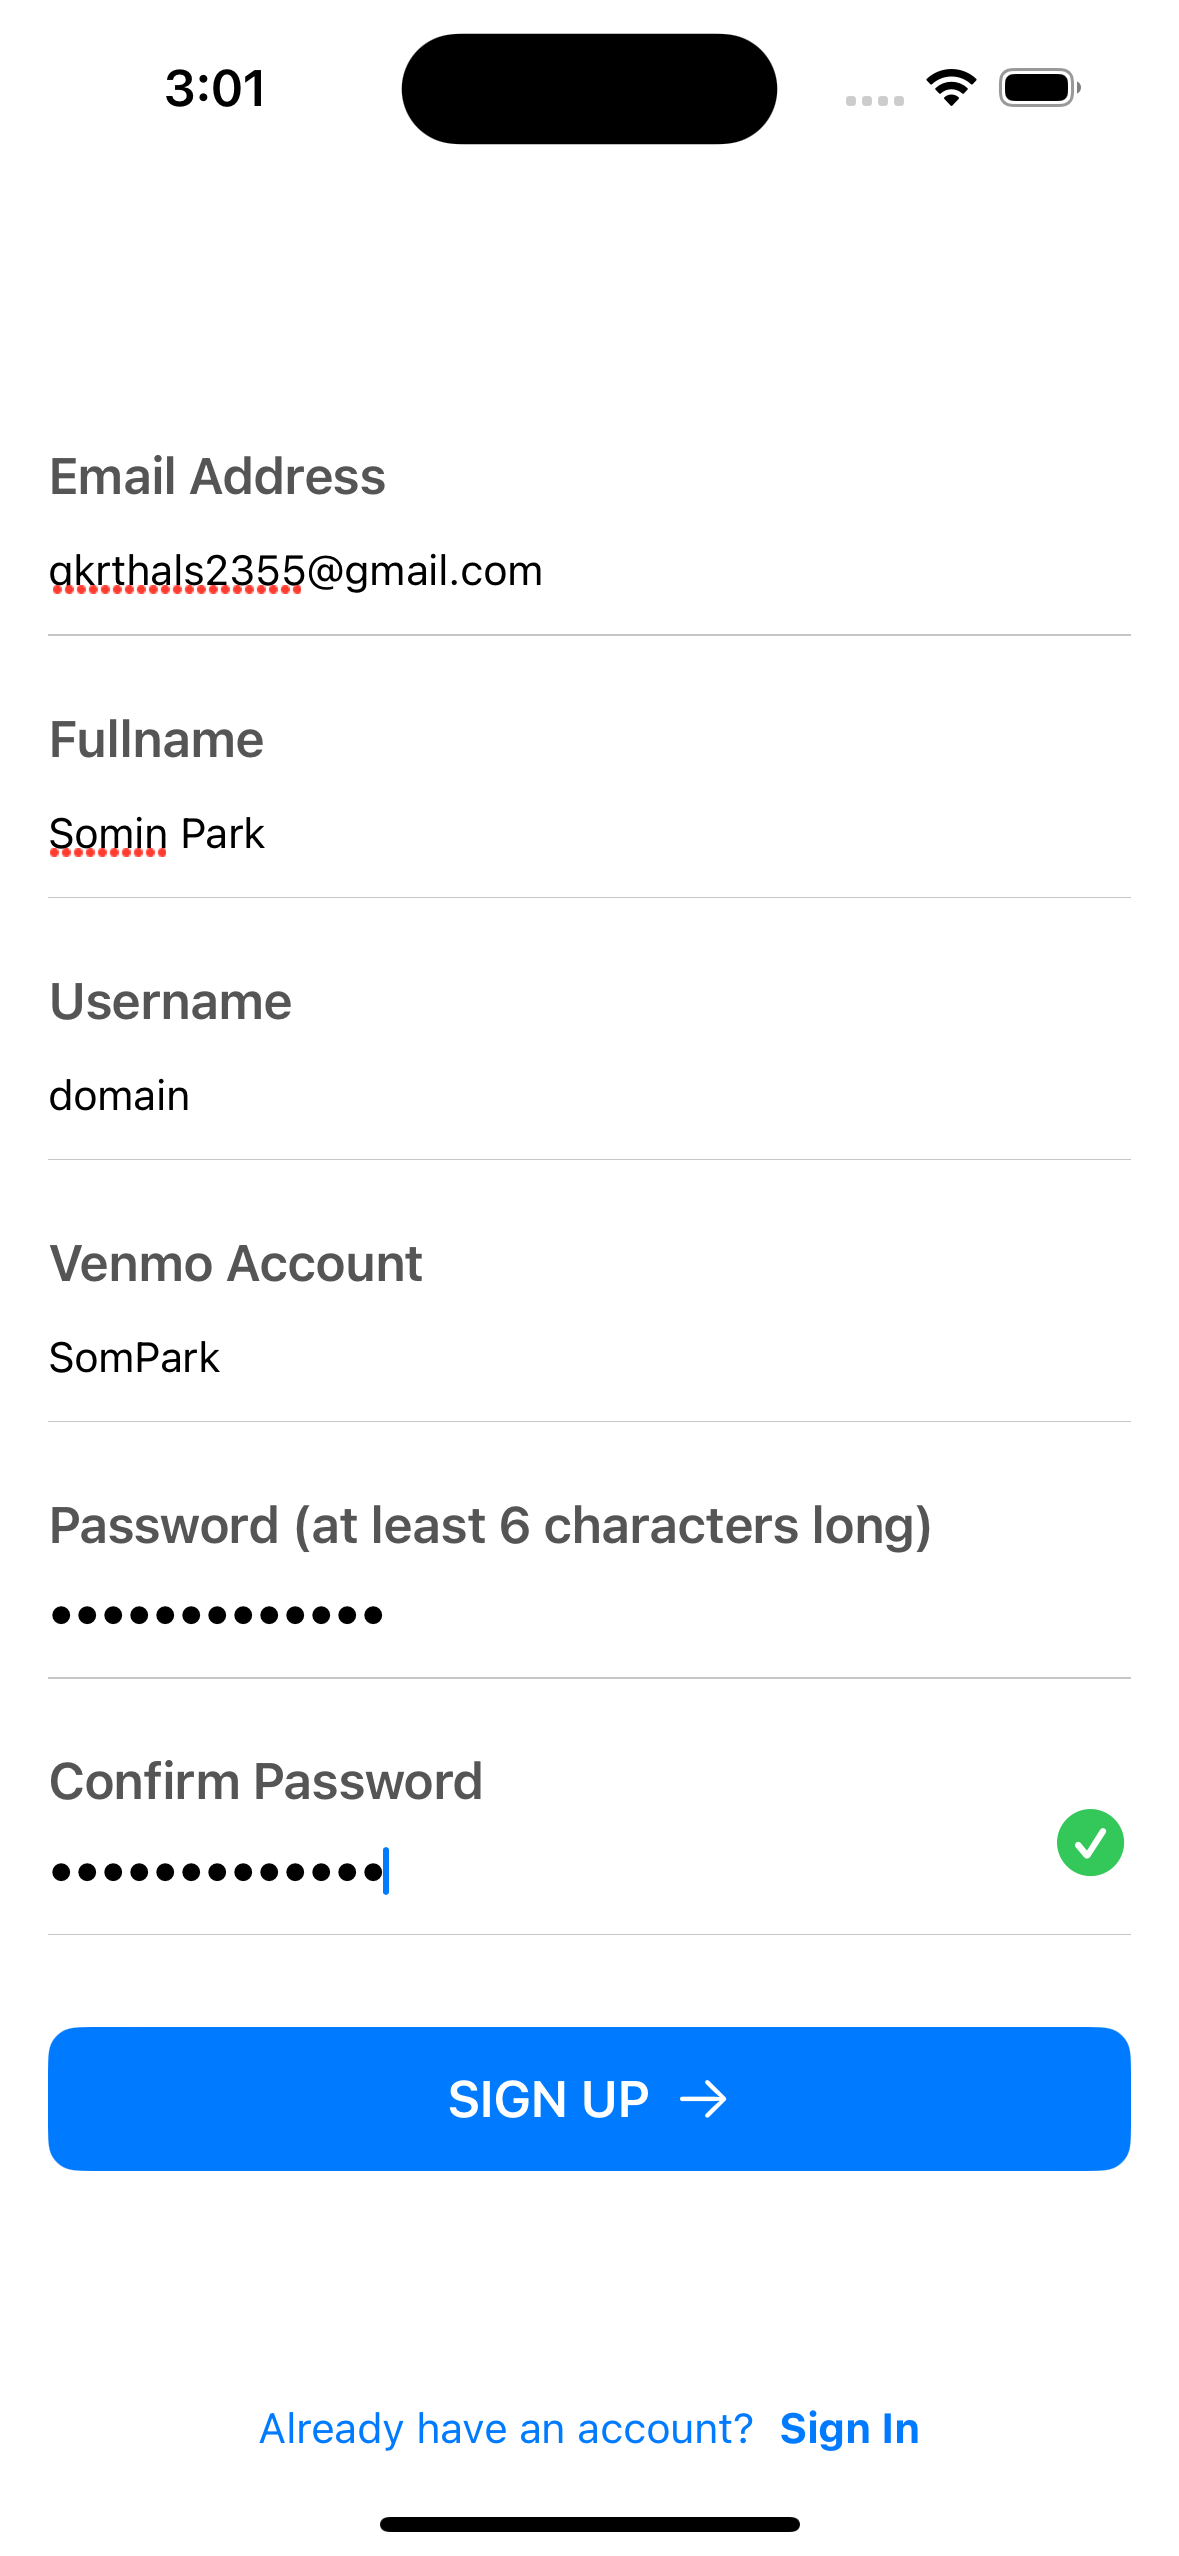 3:01
Email Address
qkrthals2355@gmail.com
Fullname
Somin Park
Username
domain
Venmo Account
SomPark
Password (at least 6 characters long)
•••••••••••••
Confirm Password
•••••••••••••
SIGN UP →
Already have an account? Sign In